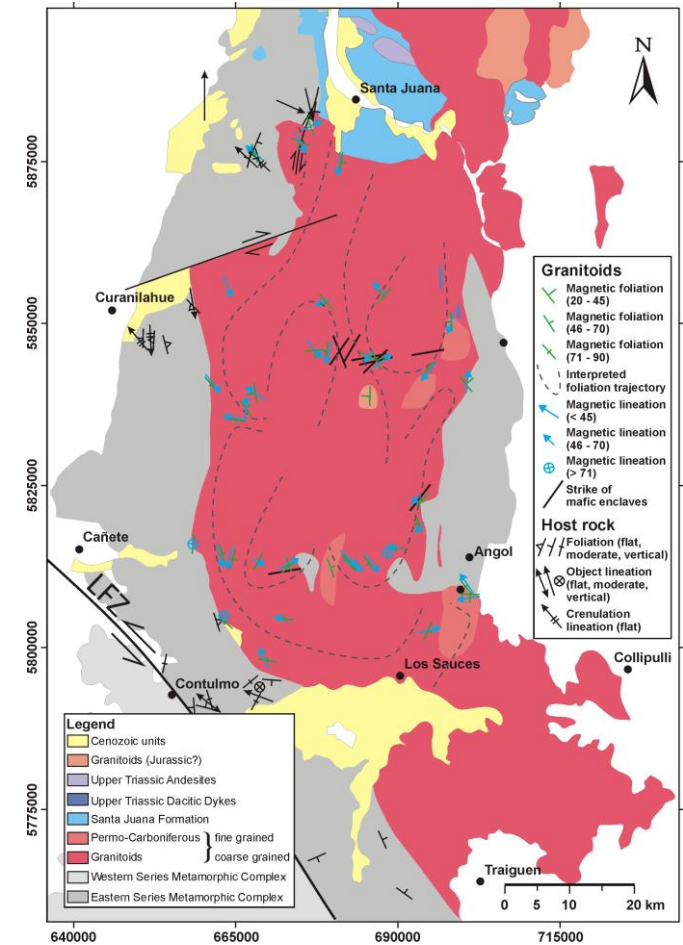 N
Santa Juana
5875000
Curanilahue
5850000
5825000
Cañete
Angol
LFZ
5800000
Los Sauces
Collipulli
Contulmo
5775000
Traiguen
0 5 10 20 km
640000 665000 690000 715000
Granitoids
Magnetic foliation
(20 - 45)
Magnetic foliation
(46 - 70)
Magnetic foliation
(71 - 90)
Interpreted
foliation trajectory
Magnetic lineation
(< 45)
Magnetic lineation
(46 - 70)
Magnetic lineation
(> 71)
Strike of
mafic enclaves
Host rock
Foliation (flat,
moderate, vertical)
Object lineation
(flat, moderate,
vertical)
Crenulation
lineation (flat)
Legend
Cenozoic units
Granitoids (Jurassic?)
Upper Triassic Andesites
Upper Triassic Dacitic Dykes
Santa Juana Formation
Permo-Carboniferous } fine grained
Granitoids coarse grained
Western Series Metamorphic Complex
Eastern Series Metamorphic Complex